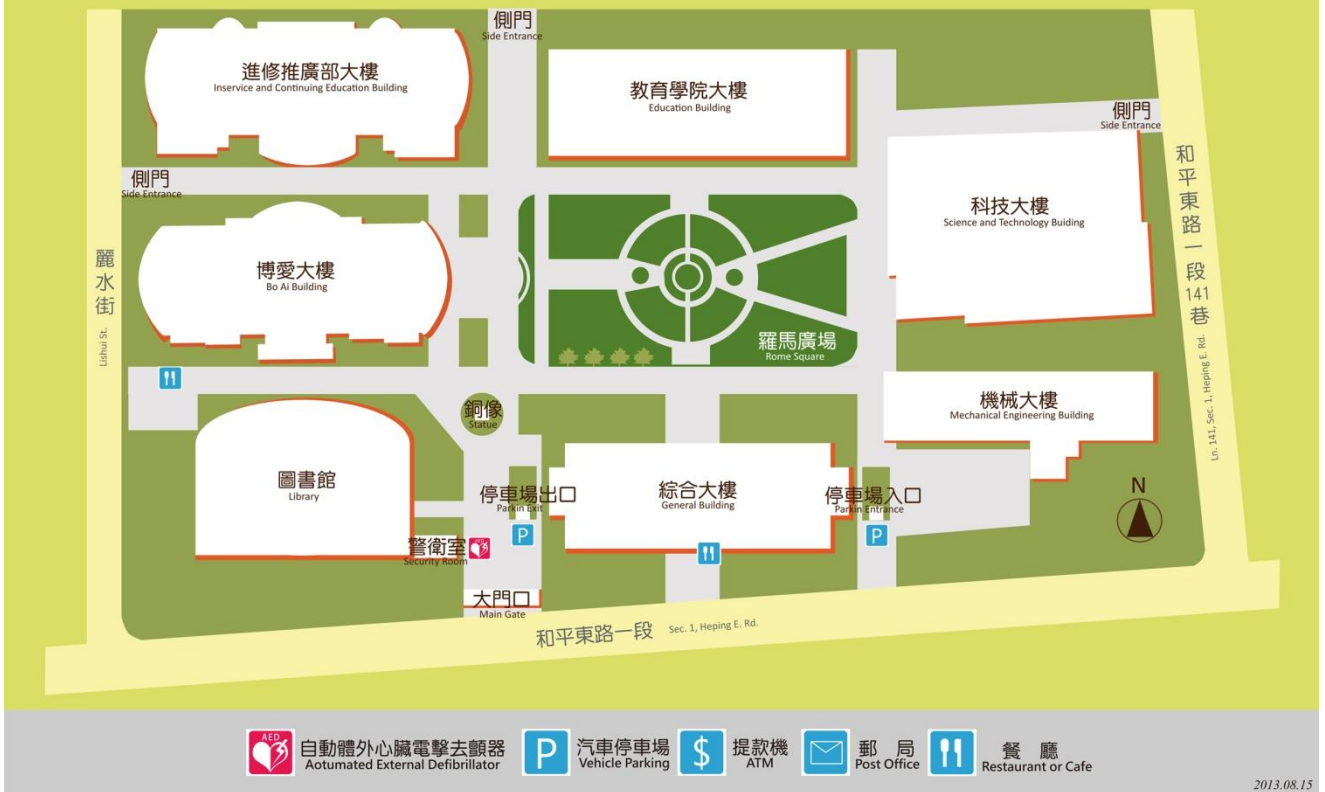 側門
Side Entrance
進修推廣部大樓
Inservice and Continuing Education Building
教育學院大樓
Education Building
側門
Side Entrance
側門
Side Entrance
和平東路一段141巷
Ln. 141, Sec. 1, Heping E. Rd.
科技大樓
Science and Technology Buiding
博愛大樓
Bo Ai Building
麗水街
Lishui St.
羅馬廣場
Rome Square
銅像
Statue
機械大樓
Mechanical Engineering Building
圖書館
Library
停車場出口
Parkin Exit
P
綜合大樓
General Building
停車場入口
Parkin Entrance
P
N
警衛室
Security Room
AED
大門口
Main Gate
和平東路一段 Sec. 1, Heping E. Rd.
AED
自動體外心臟電擊去顫器
Aotumated External Defibrillator
P
汽車停車場
Vehicle Parking
$
提款機
ATM
郵 局
Post Office
餐 廳
Restaurant or Cafe
2013.08.15